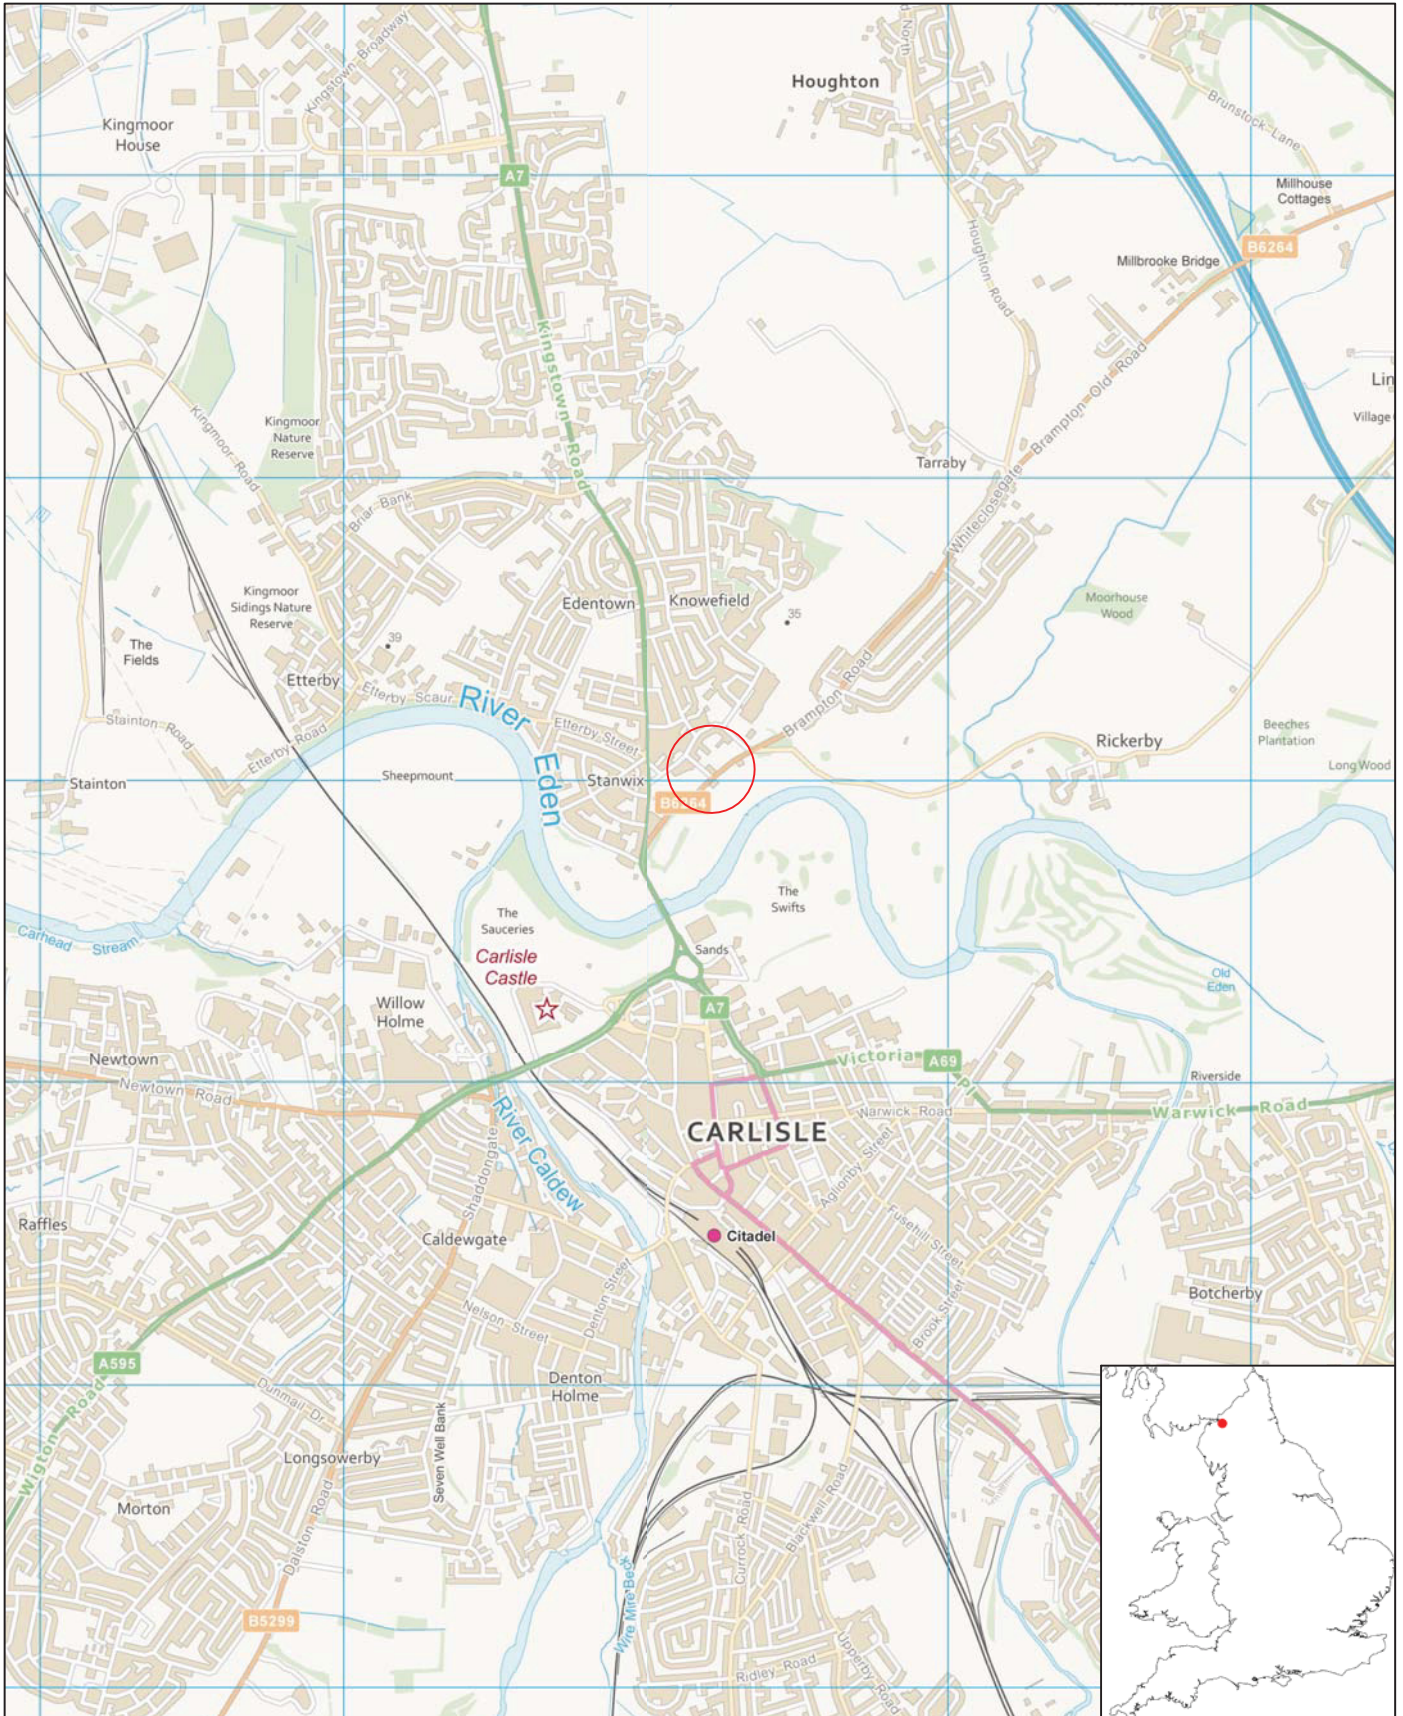 Kingstown Broadway
d North
Houghton
Kingmoor
House
Brunstock Lane
A7
Millhouse
Cottages
B6264
Millbrooke Bridge
Houghton Road
Kingstown Road
Brampton Old Road
Lin
Village
Kingmoor Road
Kingmoor
Nature
Reserve
Tarraby
Briar Bank
Whiteclosegate
Kingmoor
Sidings Nature
Reserve
Edentown
Knowefield
35
Moorhouse
Wood
39
The
Fields
Etterby
Etterby Scaur
River
Eden
Brampton Road
Stainton Road
Etterby Road
Etterby Street
Rickerby
Beeches
Plantation
Long Wood
Stainton
Sheepmount
Stanwix
B6264
The
Swifts
The
Sauceries
Carhead Stream
Sands
Carlisle
Castle
Old
Eden
Willow
Holme
A7
Newtown
Victoria Pl
A69
Riverside
Newtown Road
Warwick Road
Warwick Road
River Caldew
CARLISLE
Shaddongate
Aglionby Street
Raffles
Caldewgate
Citadel
Fusehill Street
Denton Street
Botcherby
Nelson Street
Brook Street
A595
Denton
Holme
Dunmail Dr
Wigton Road
Seven Well Bank
Longsowerby
Morton
Dalston Road
Currock Road
Blackwell Road
B5299
Wire Mire Beck
Ridley Road
Upperby Road